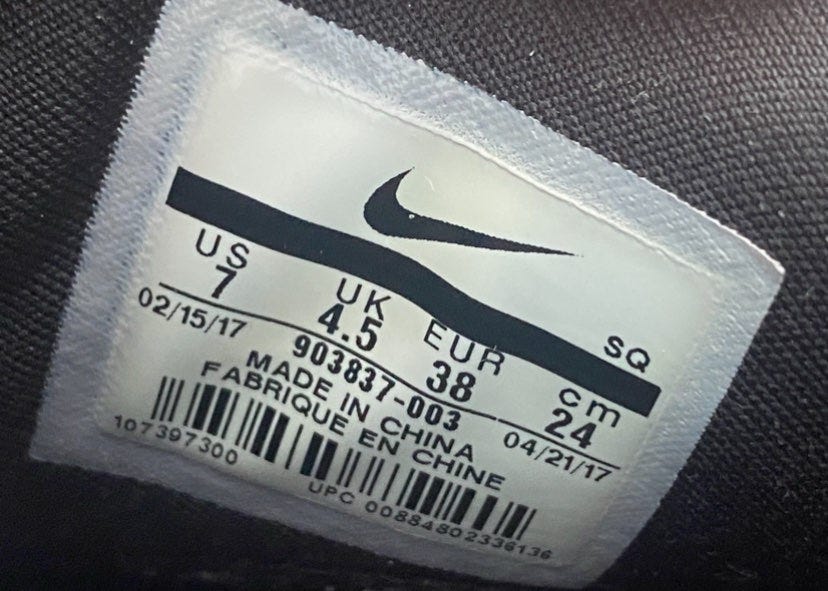 SQ
US UK EUR cm
7 4.5 38 24
02/15/17 903837-003 04/21/17
MADE IN CHINA
FABRIQUE EN CHINE
107397300
UPC 00884802336136